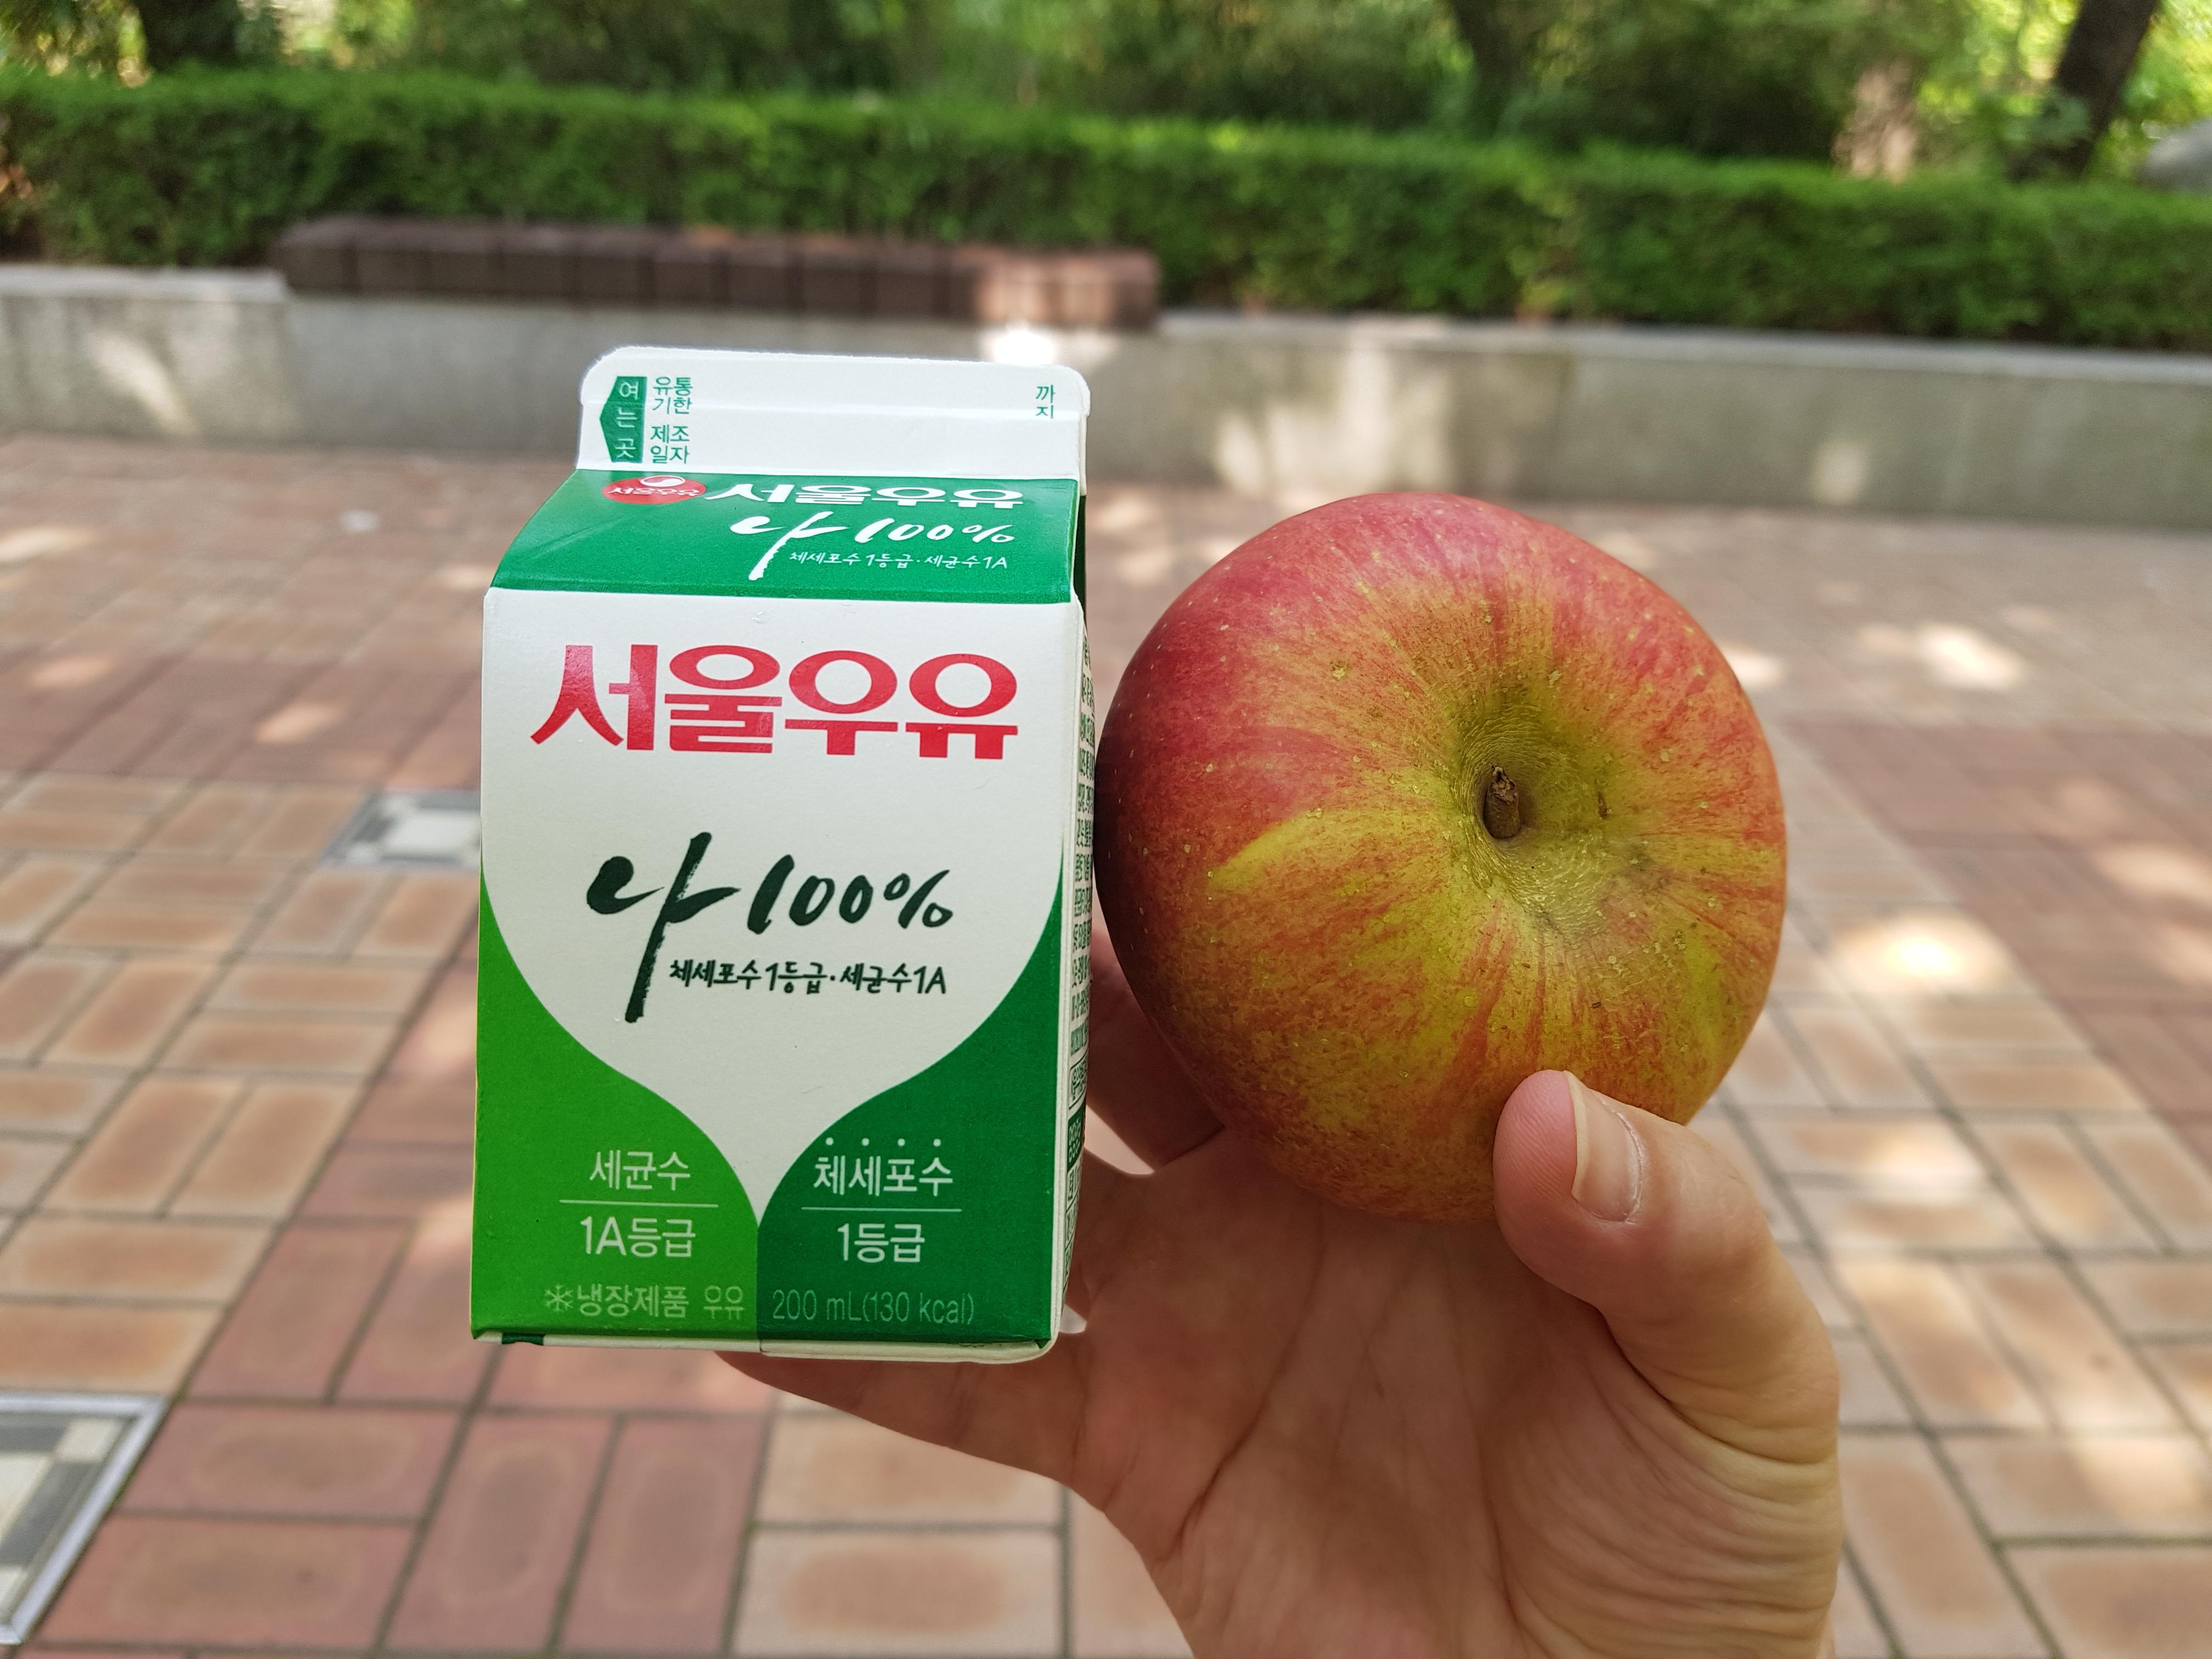 여는곳
유통
기한
제조
일자
까지
서울우유 서울우유
나100%
체세포수1등급·세균수1A
서울우유
나100%
체세포수1등급·세균수1A
세균수
1A등급
체세포수
1등급
냉장제품 우유 200 mL(130 kcal)